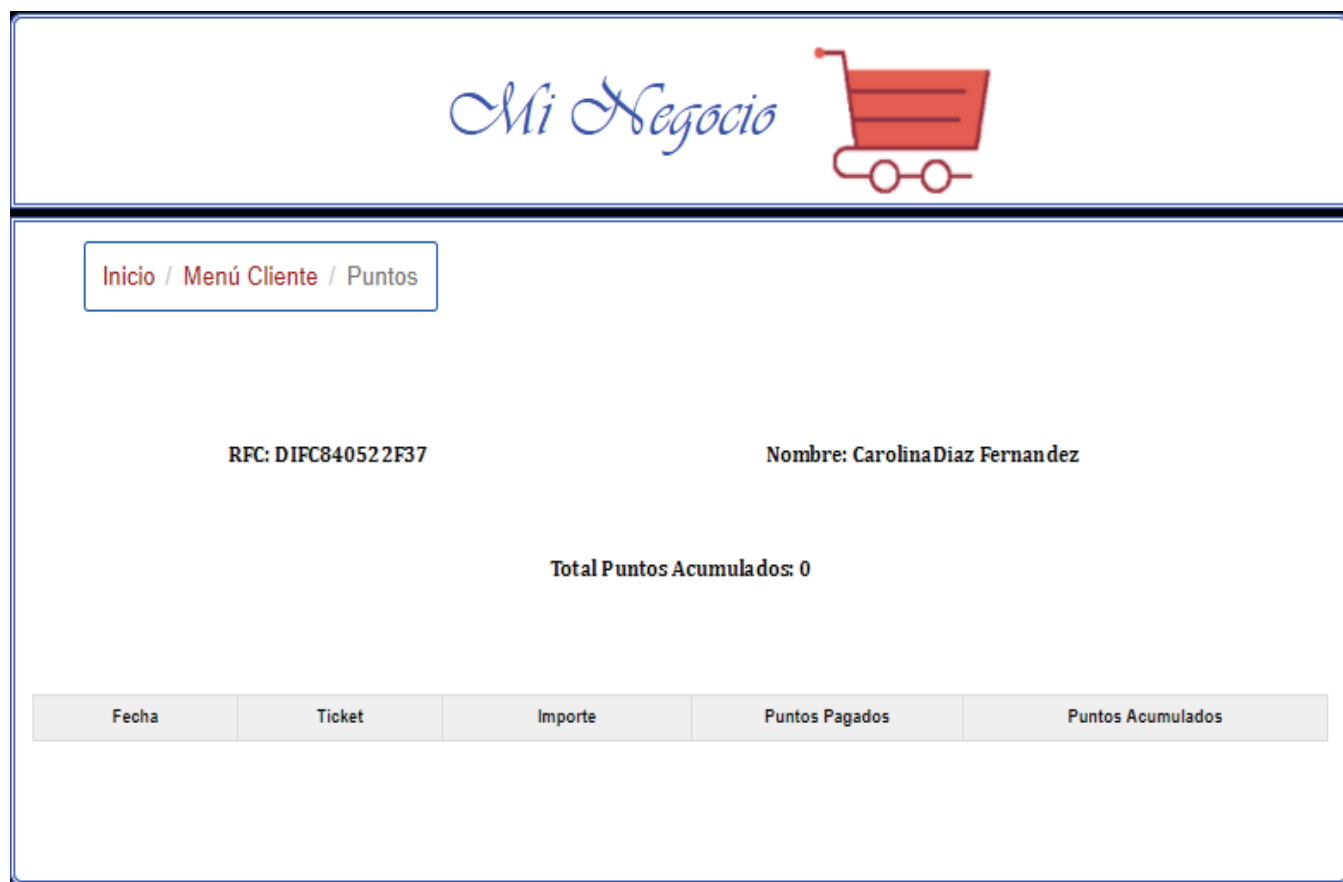 Mi Negocio
Inicio / Menú Cliente / Puntos
RFC: DIFC840522F37 Nombre: CarolinaDiaz Fernandez
Total Puntos Acumulados: 0
Fecha Ticket Importe Puntos Pagados Puntos Acumulados